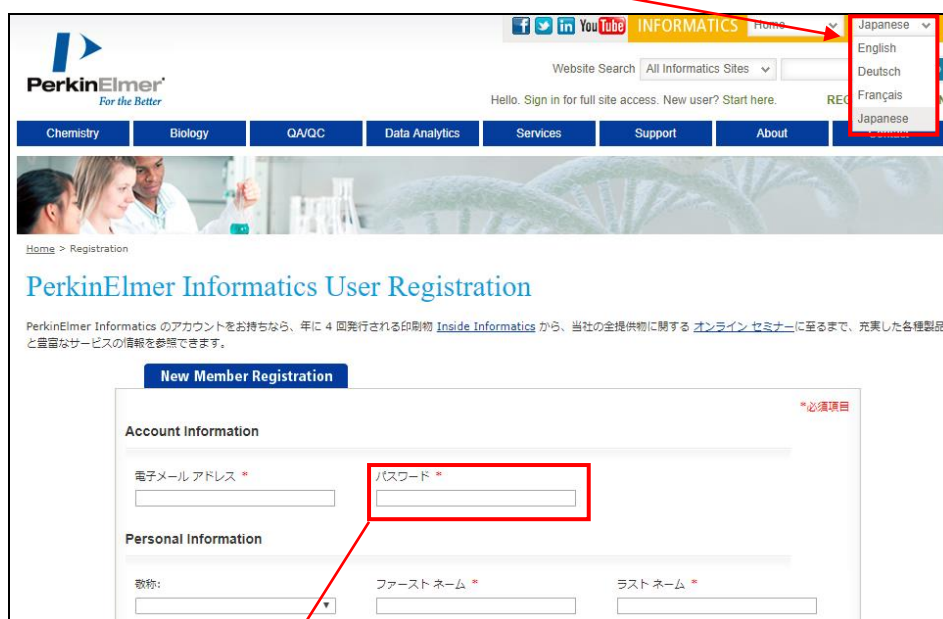 f in You Tube INFORMATICS Home Japanese
English
Deutsch
Français
Japanese
PerkinElmer
For the Better
Website Search All Informatics Sites
Hello. Sign in for full site access. New user? Start here.
Chemistry Biology QA/QC Data Analytics Services Support About
Home > Registration
PerkinElmer Informatics User Registration
PerkinElmer Informatics のアカウントをお持ちなら、年に 4 回発行される印刷物 Inside Informatics から、当社の全提供物に関する オンライン セミナーに至るまで、充実した各種製品
と豊富なサービスの情報を参照できます。
New Member Registration
*必須項目
Account Information
電子メール アドレス * パスワード *
Personal Information
敬称: ファースト ネーム * ラスト ネーム *